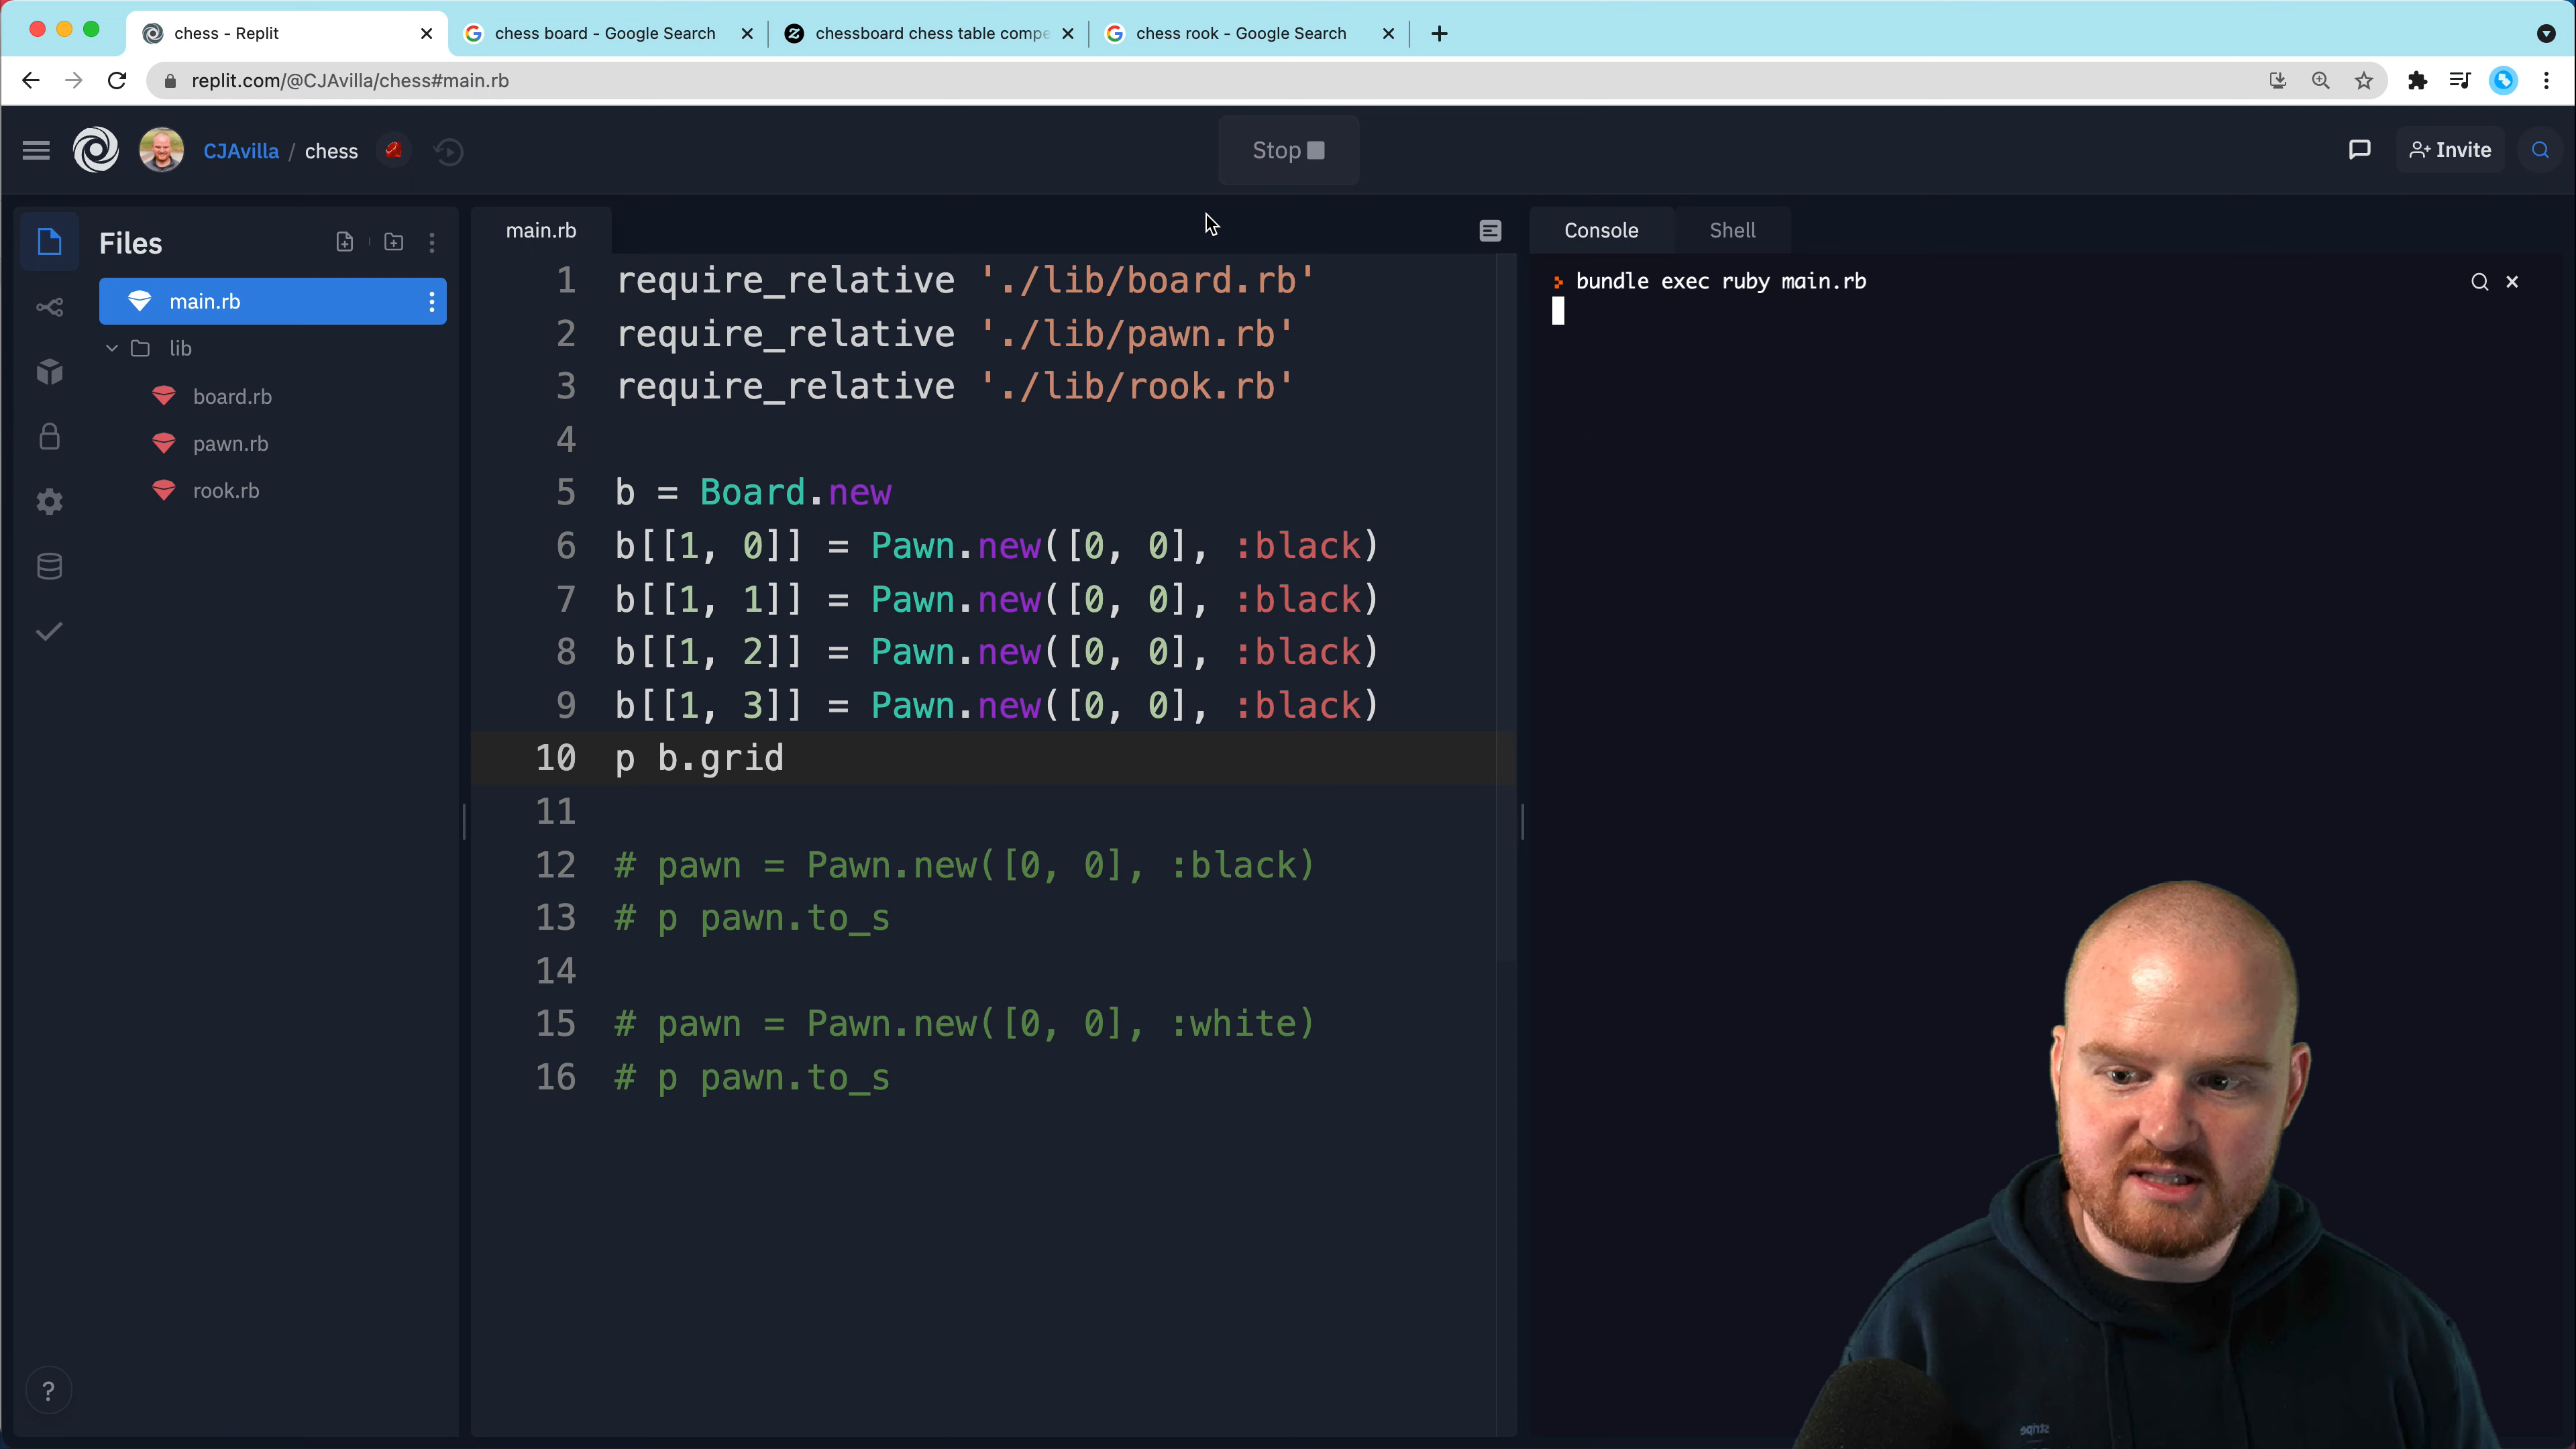 chess - Replit
chess board - Google Search
chessboard chess table compe
chess rook - Google Search
replit.com/@CJAvilla/chess#main.rb
CJAvilla / chess
Stop
Invite
Files
main.rb
lib
board.rb
pawn.rb
rook.rb
main.rb
1 require_relative './lib/board.rb'
2 require_relative './lib/pawn.rb'
3 require_relative './lib/rook.rb'
4
5 b = Board.new
6 b[[1, 0]] = Pawn.new([0, 0], :black)
7 b[[1, 1]] = Pawn.new([0, 0], :black)
8 b[[1, 2]] = Pawn.new([0, 0], :black)
9 b[[1, 3]] = Pawn.new([0, 0], :black)
10 p b.grid
11
12 # pawn = Pawn.new([0, 0], :black)
13 # p pawn.to_s
14
15 # pawn = Pawn.new([0, 0], :white)
16 # p pawn.to_s
Console
Shell
bundle exec ruby main.rb
?
stripe